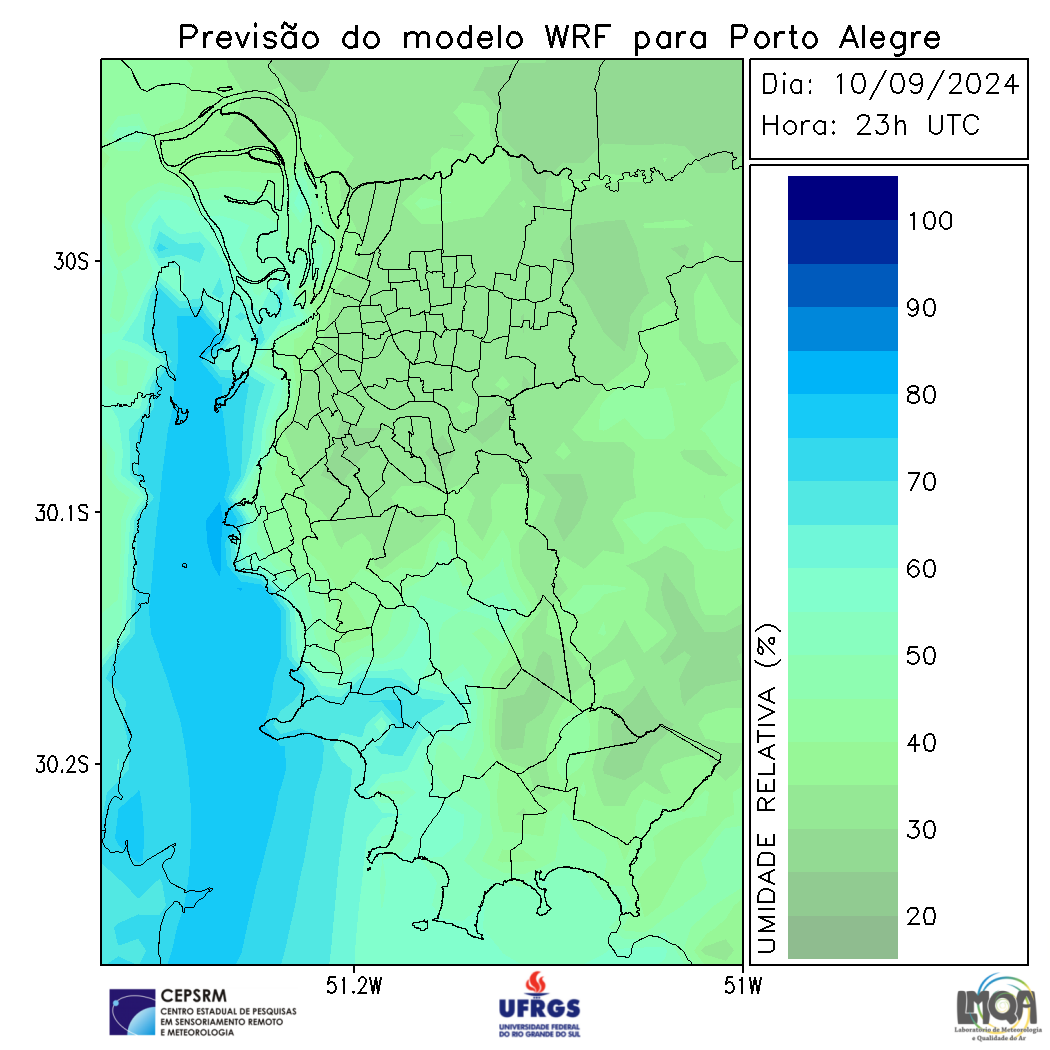 Previsão do modelo WRF para Porto Alegre
Dia: 10/09/2024
Hora: 23h UTC
100
90
80
70
60
50
40
30
20
UMIDADE RELATIVA (%)
30S
30.1S
30.2S
51.2W
51W
CEPSRM
CENTRO ESTADUAL DE PESQUISAS
EM SENSORIAMENTO REMOTO
E METEOROLOGIA
UFRGS
UNIVERSIDADE FEDERAL
DO RIO GRANDE DO SUL
LMQA
Laboratório de Meteorologia
e Qualidade do Ar